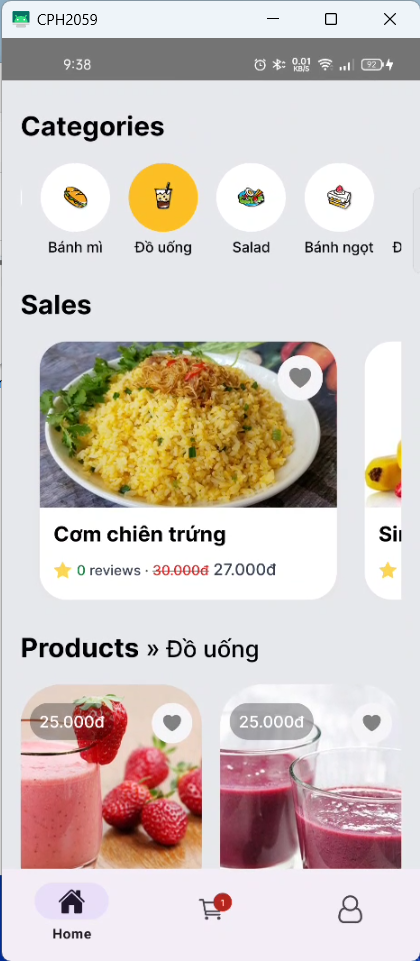 CPH2059
9:38
0.01
KB/S
92
Categories
Bánh mì
Đồ uống
Salad
Bánh ngọt
Sales
Cơm chiên trứng
Sin
0 reviews · 30.000đ 27.000đ
Products » Đồ uống
25.000đ
25.000đ
1
Home